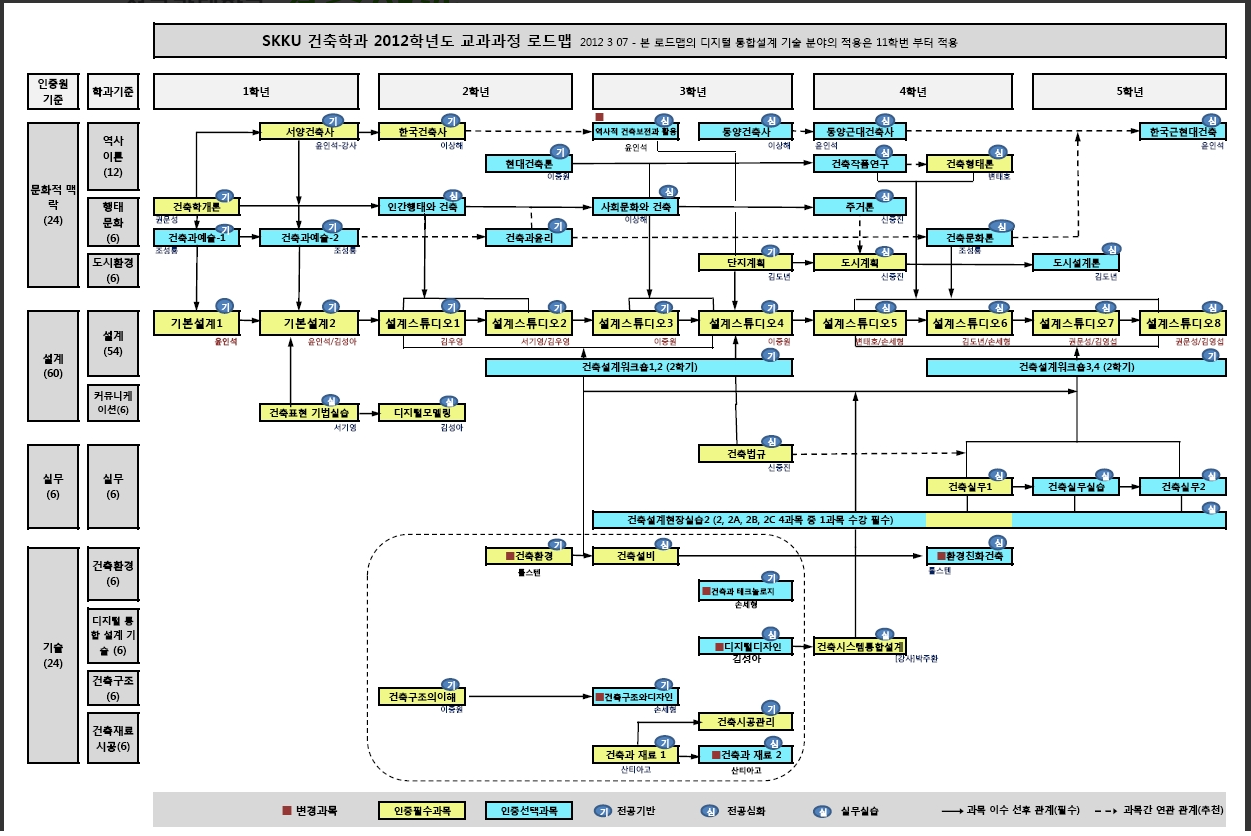 SKKU 건축학과 2012학년도 교과과정 로드맵 2012 3 07 - 본 로드맵의 디지털 통합설계 기술 분야의 적용은 11학번 부터 적용
인증원 기준
학과기준
1학년
2학년
3학년
4학년
5학년
문화적 맥락
(24)
역사
이론
(12)
서양건축사
기
윤인석-강사
한국건축사
기
이상해
역사적 건축보전과 활용
심
윤인석
동양건축사
심
이상해
동양근대건축사
심
윤인석
한국근현대건축
심
윤인석
현대건축론
기
이중원
건축작품연구
심
건축형태론
심
변태호
행태
문화
(6)
건축학개론
기
권문성
인간행태와 건축
심
사회문화와 건축
심
이상해
주거론
심
신중진
건축과예술-1
기
조성룡
건축과예술-2
기
조성룡
건축과윤리
기
건축문화론
심
조성룡
도시환경
(6)
단지계획
기
김도년
도시계획
심
신중진
도시설계론
심
김도년
설계
(60)
설계
(54)
기본설계1
기
윤인석
기본설계2
기
윤인석/김성아
설계스튜디오1
기
김우영
설계스튜디오2
기
서기영/김우영
설계스튜디오3
기
이중원
설계스튜디오4
기
이중원
설계스튜디오5
심
변태호/손세형
설계스튜디오6
심
김도년/손세형
설계스튜디오7
심
권문성/김영섭
설계스튜디오8
심
권문성/김영섭
건축설계워크숍1,2 (2학기)
기
건축설계워크숍3,4 (2학기)
기
커뮤니케
이션(6)
건축표현 기법실습
실
서기영
디지털모델링
실
김성아
실무
(6)
실무
(6)
건축법규
심
신중진
건축실무1
심
건축실무실습
실
건축실무2
실
건축설계현장실습2 (2, 2A, 2B, 2C 4과목 중 1과목 수강 필수)
실
기술
(24)
건축환경
(6)
건축환경
기
틀스텐
건축설비
심
환경친화건축
심
틀스텐
건축과 테크놀로지
기
손세형
디지털 통
합 설계 기
술 (6)
디지털디자인
심
김성아
건축시스템통합설계
실
[강사]박주환
건축구조
(6)
건축구조의이해
기
이중원
건축구조와디자인
기
손세형
건축재료
시공(6)
건축시공관리
기
건축과 재료 1
기
산티아고
건축과 재료 2
심
산티아고
변경과목
인증필수과목
인증선택과목
기 전공기반
심 전공심화
실 실무실습
과목 이수 선후 관계(필수)
과목간 연관 관계(추천)